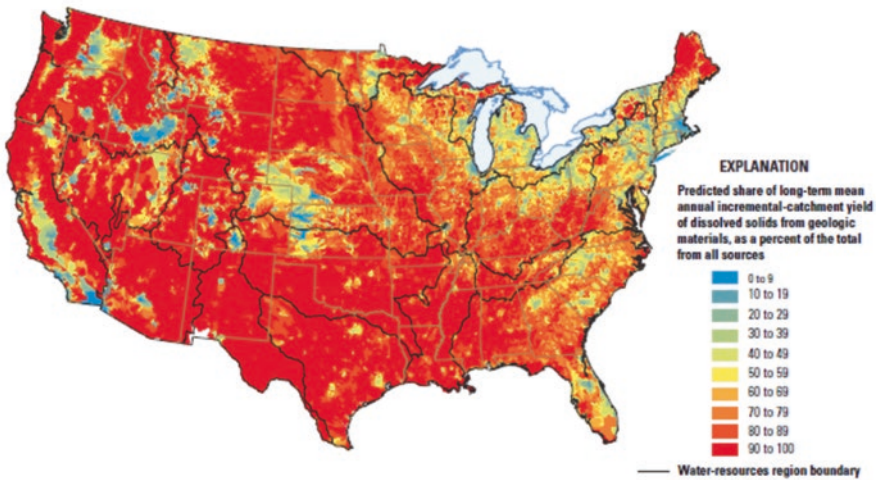 EXPLANATION
Predicted share of long-term mean
annual incremental-catchment yield
of dissolved solids from geologic
materials, as a percent of the total
from all sources
0 to 9
10 to 19
20 to 29
30 to 39
40 to 49
50 to 59
60 to 69
70 to 79
80 to 89
90 to 100
Water-resources region boundary